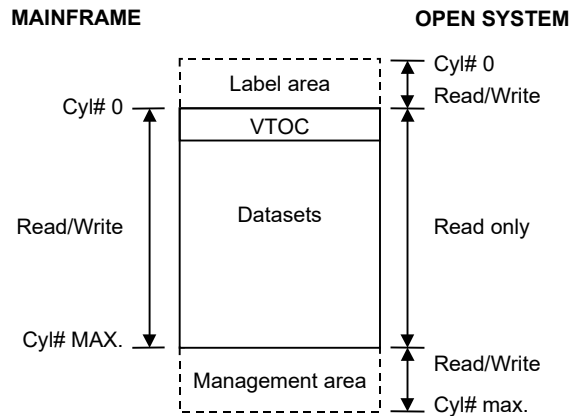 MAINFRAME
OPEN SYSTEM
Cyl# 0
Label area
Read/Write
Cyl# 0
VTOC
Read/Write
Datasets
Read only
Cyl# MAX.
Read/Write
Management area
Cyl# max.